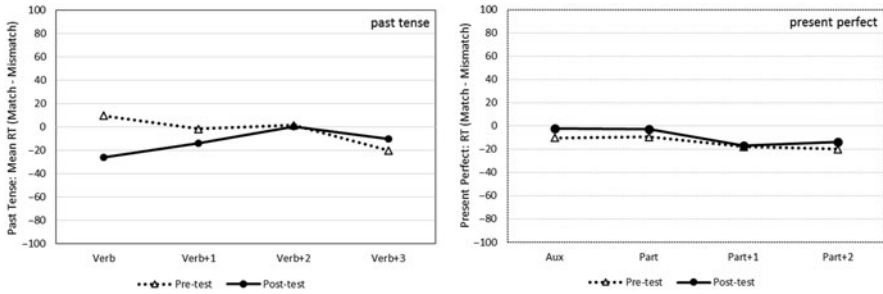 past tense
Past Tense: Mean RT (Match - Mismatch)
100
80
60
40
20
0
−20
−40
−60
−80
−100
Verb Verb+1 Verb+2 Verb+3
Pre-test Post-test
present perfect
Present Perfect: RT (Match - Mismatch)
100
80
60
40
20
0
−20
−40
−60
−80
−100
Aux Part Part+1 Part+2
Pre-test Post-test